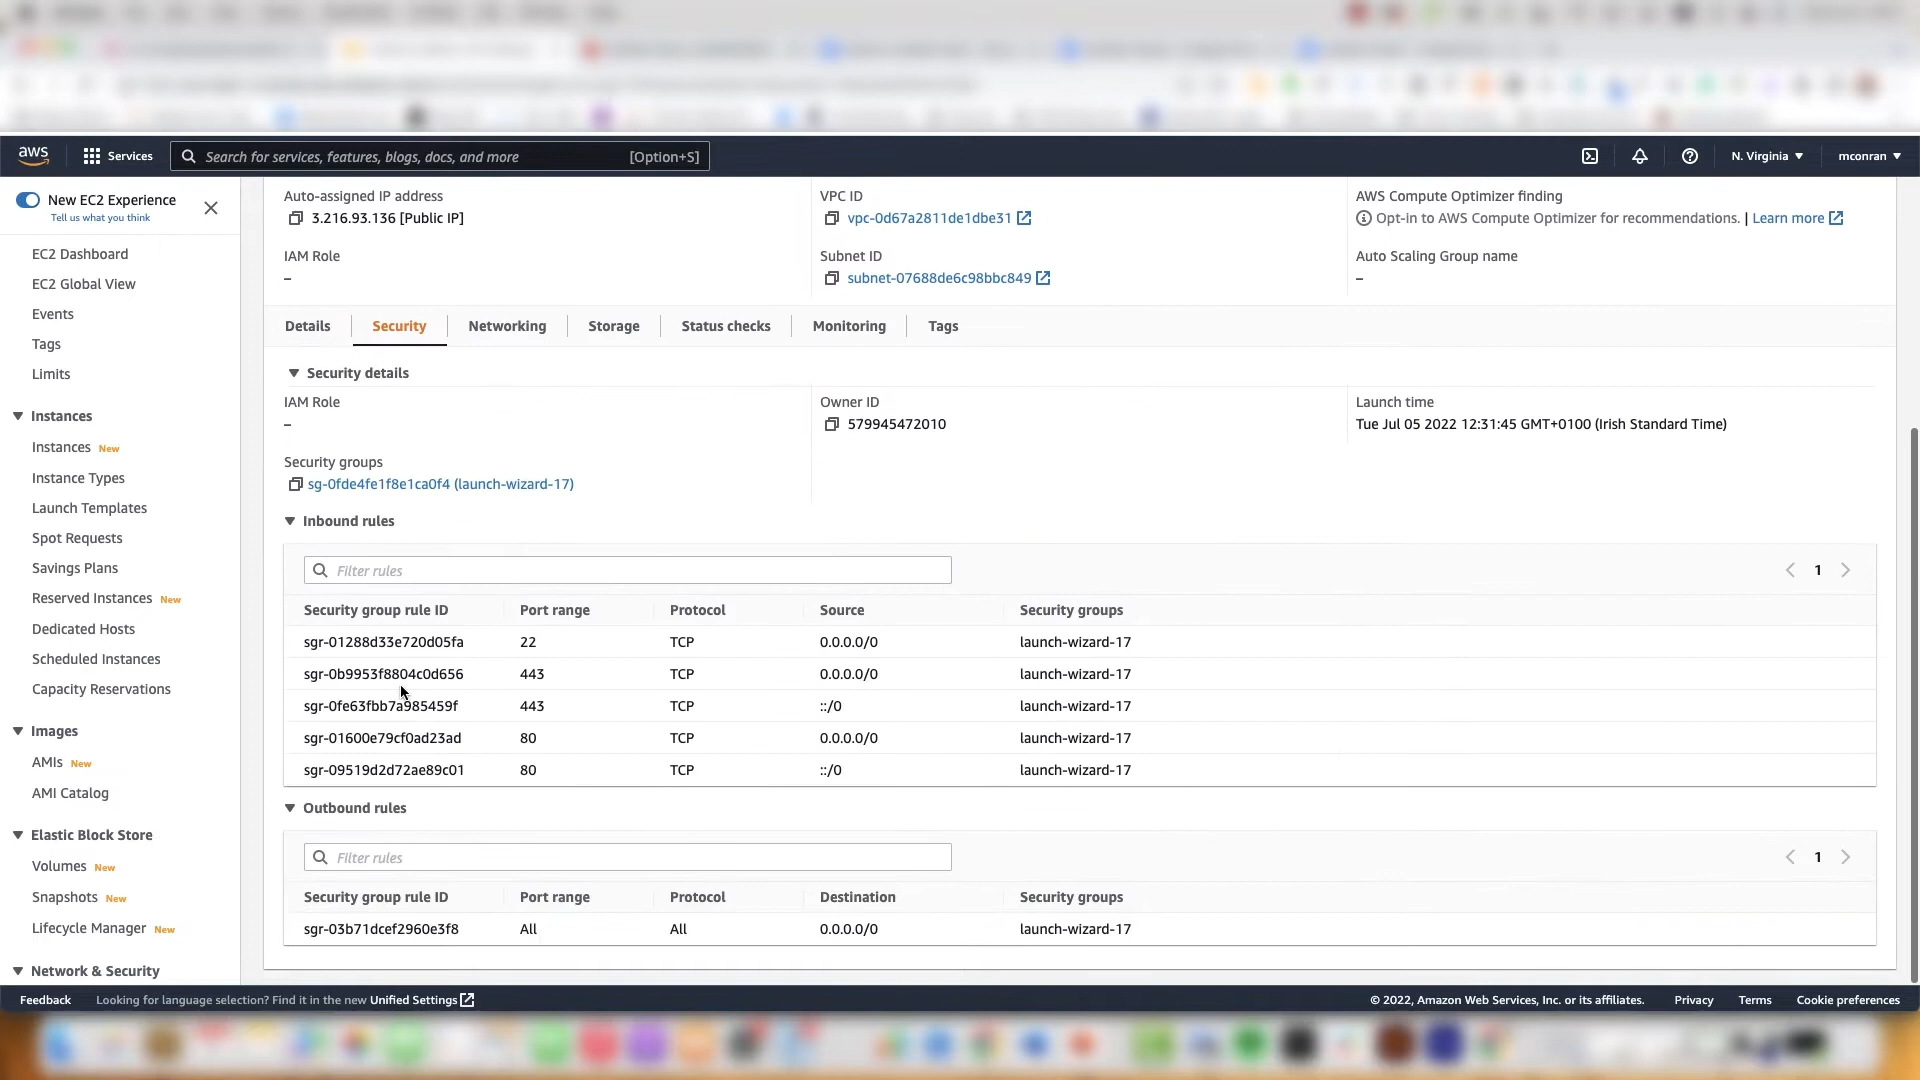 aws
Services
Search for services, features, blogs, docs, and more [Option+S]
N. Virginia
mconran
New EC2 Experience
Tell us what you think
EC2 Dashboard
EC2 Global View
Events
Tags
Limits
Instances
Instances New
Instance Types
Launch Templates
Spot Requests
Savings Plans
Reserved Instances New
Dedicated Hosts
Scheduled Instances
Capacity Reservations
Images
AMIs New
AMI Catalog
Elastic Block Store
Volumes New
Snapshots New
Lifecycle Manager New
Network & Security
Auto-assigned IP address
3.216.93.136 [Public IP]
VPC ID
vpc-0d67a2811de1dbe31
AWS Compute Optimizer finding
Opt-in to AWS Compute Optimizer for recommendations. | Learn more
IAM Role
–
Subnet ID
subnet-07688de6c98bbc849
Auto Scaling Group name
–
Details Security Networking Storage Status checks Monitoring Tags
Security details
IAM Role
–
Owner ID
579945472010
Launch time
Tue Jul 05 2022 12:31:45 GMT+0100 (Irish Standard Time)
Security groups
sg-0fde4fe1f8e1ca0f4 (launch-wizard-17)
Inbound rules
Filter rules
1
Security group rule ID Port range Protocol Source Security groups
sgr-01288d33e720d05fa 22 TCP 0.0.0.0/0 launch-wizard-17
sgr-0b9953f8804c0d656 443 TCP 0.0.0.0/0 launch-wizard-17
sgr-0fe63fbb7a985459f 443 TCP ::/0 launch-wizard-17
sgr-01600e79cf0ad23ad 80 TCP 0.0.0.0/0 launch-wizard-17
sgr-09519d2d72ae89c01 80 TCP ::/0 launch-wizard-17
Outbound rules
Filter rules
1
Security group rule ID Port range Protocol Destination Security groups
sgr-03b71dcef2960e3f8 All All 0.0.0.0/0 launch-wizard-17
Feedback Looking for language selection? Find it in the new Unified Settings
© 2022, Amazon Web Services, Inc. or its affiliates. Privacy Terms Cookie preferences